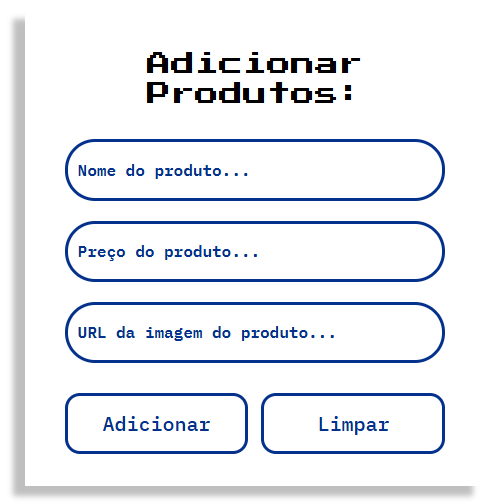 Adicionar
Produtos:
Nome do produto...
Preço do produto...
URL da imagem do produto...
Adicionar Limpar